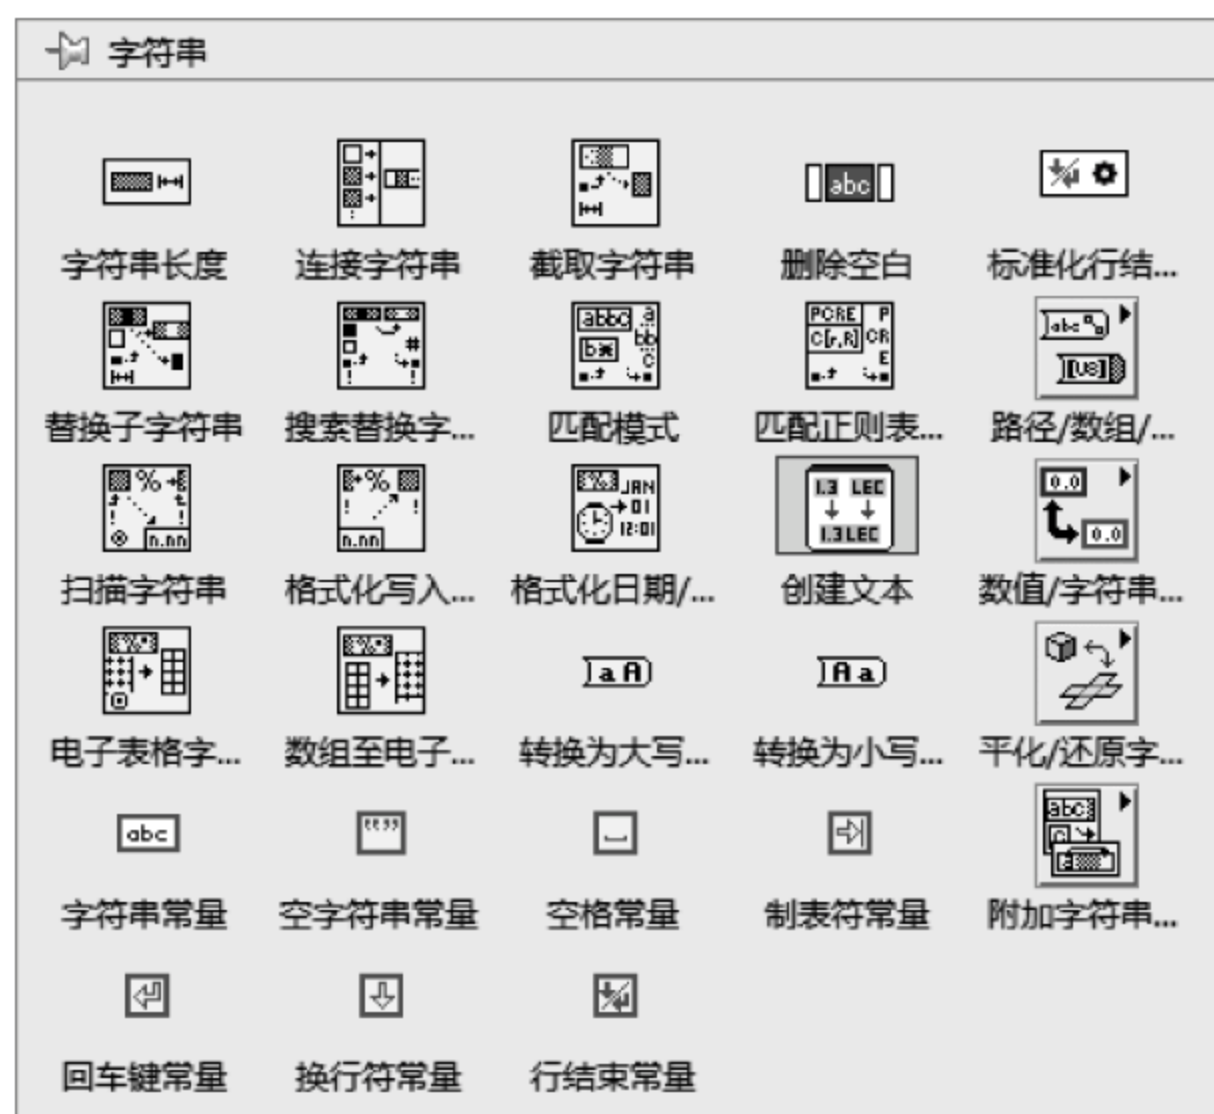 字符串
字符串长度 连接字符串 截取字符串 删除空白 标准化行结...
替换子字符串 搜索替换字... 匹配模式 匹配正则表... 路径/数组/...
扫描字符串 格式化写入... 格式化日期/... 创建文本 数值/字符串...
电子表格字... 数组至电子... 转换为大写... 转换为小写... 平化/还原字...
字符串常量 空字符串常量 空格常量 制表符常量 附加字符串...
回车键常量 换行符常量 行结束常量